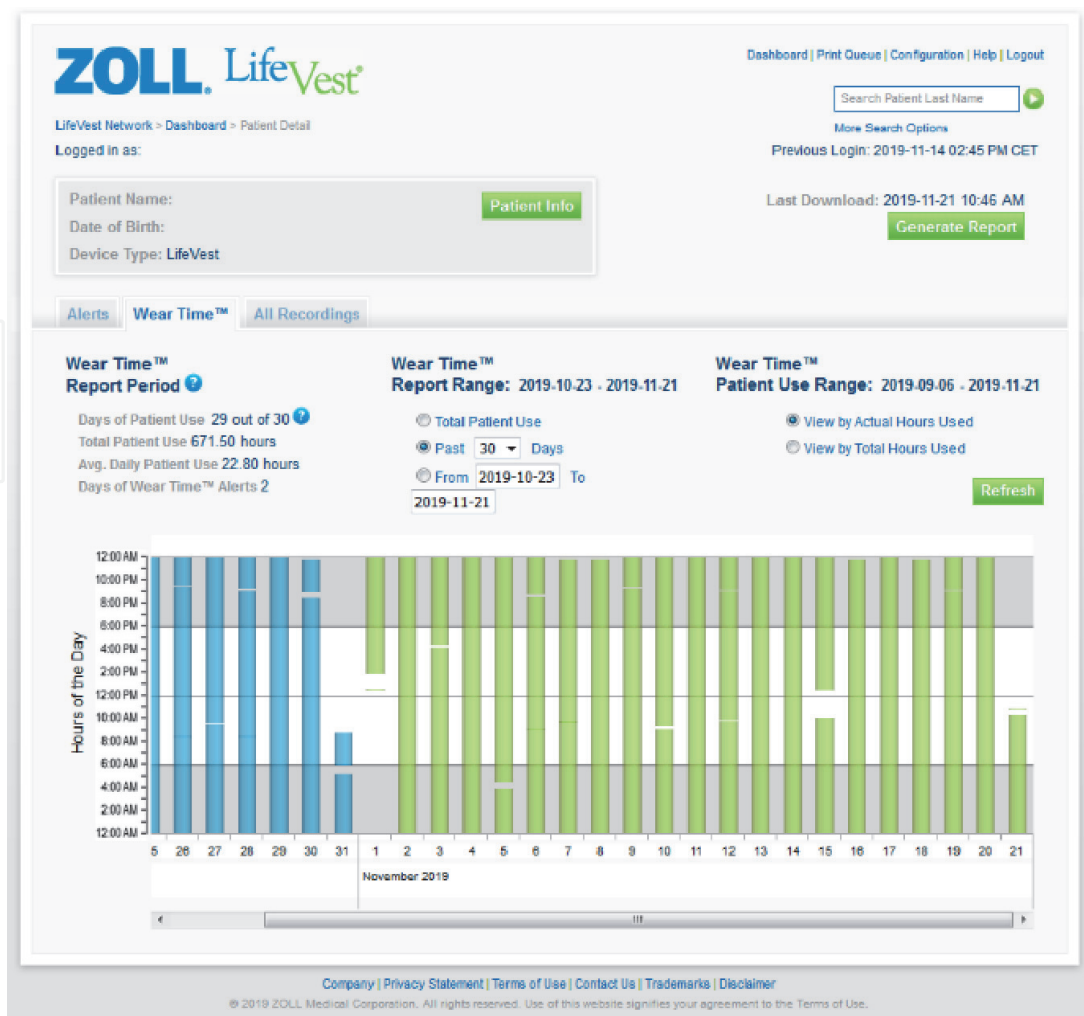 ZOLL. LifeVest®
Dashboard | Print Queue | Configuration | Help | Logout
Search Patient Last Name
More Search Options
LifeVest Network > Dashboard > Patient Detail
Logged in as:
Previous Login: 2019-11-14 02:45 PM CET
Patient Name:
Patient Info
Date of Birth:
Device Type: LifeVest
Last Download: 2019-11-21 10:46 AM
Generate Report
Alerts
Wear Time™
All Recordings
Wear Time™
Report Period ?
Days of Patient Use 29 out of 30 ?
Total Patient Use 671.50 hours
Avg. Daily Patient Use 22.80 hours
Days of Wear Time™ Alerts 2
Wear Time™
Report Range: 2019-10-23 - 2019-11-21
Total Patient Use
Past 30 Days
From 2019-10-23 To
2019-11-21
Wear Time™
Patient Use Range: 2019-09-06 - 2019-11-21
View by Actual Hours Used
View by Total Hours Used
Refresh
Hours of the Day
12:00 AM
10:00 PM
8:00 PM
6:00 PM
4:00 PM
2:00 PM
12:00 PM
10:00 AM
8:00 AM
6:00 AM
4:00 AM
2:00 AM
12:00 AM
5 26 27 28 29 30 31 1 2 3 4 5 6 7 8 9 10 11 12 13 14 15 16 17 18 19 20 21
November 2019
Company | Privacy Statement | Terms of Use | Contact Us | Trademarks | Disclaimer
© 2019 ZOLL Medical Corporation. All rights reserved. Use of this website signifies your agreement to the Terms of Use.